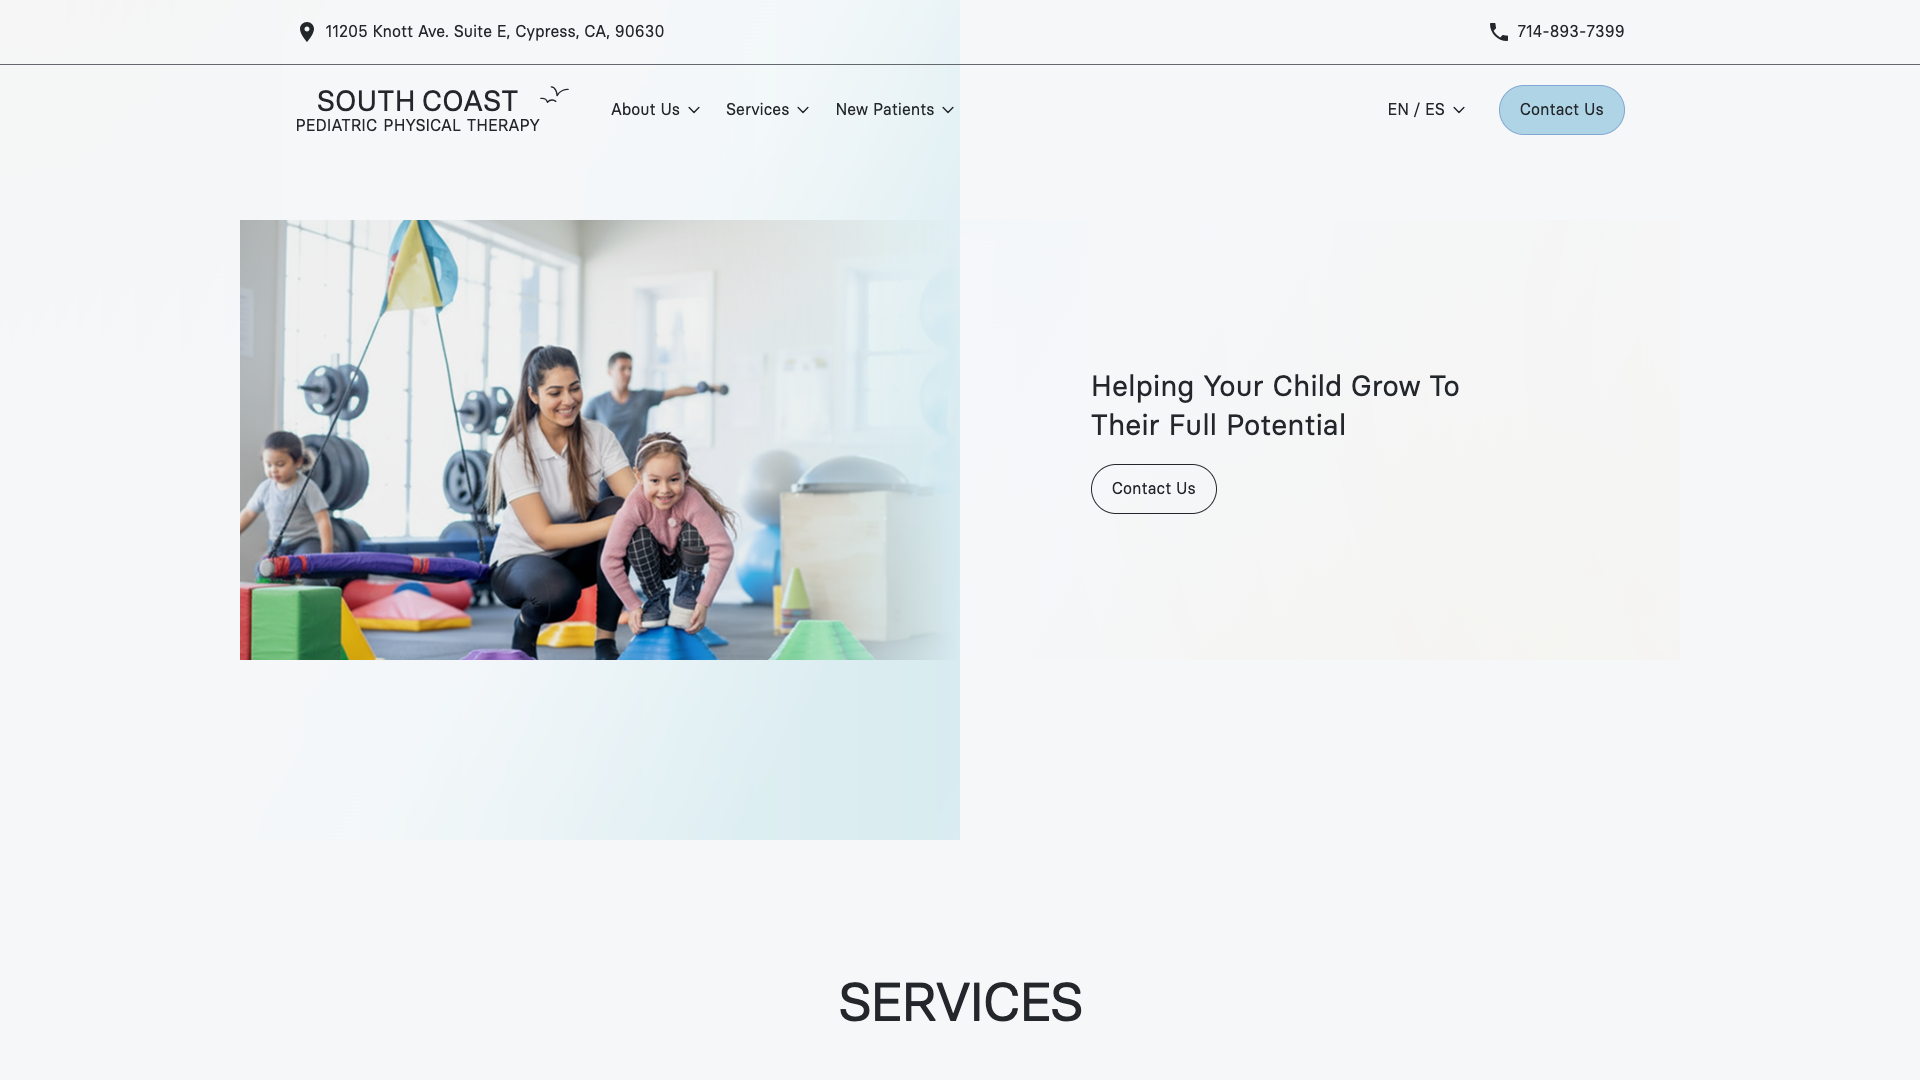 11205 Knott Ave. Suite E, Cypress, CA, 90630
714-893-7399
SOUTH COAST
PEDIATRIC PHYSICAL THERAPY
About Us
Services
New Patients
EN / ES
Contact Us
Helping Your Child Grow To
Their Full Potential
Contact Us
SERVICES